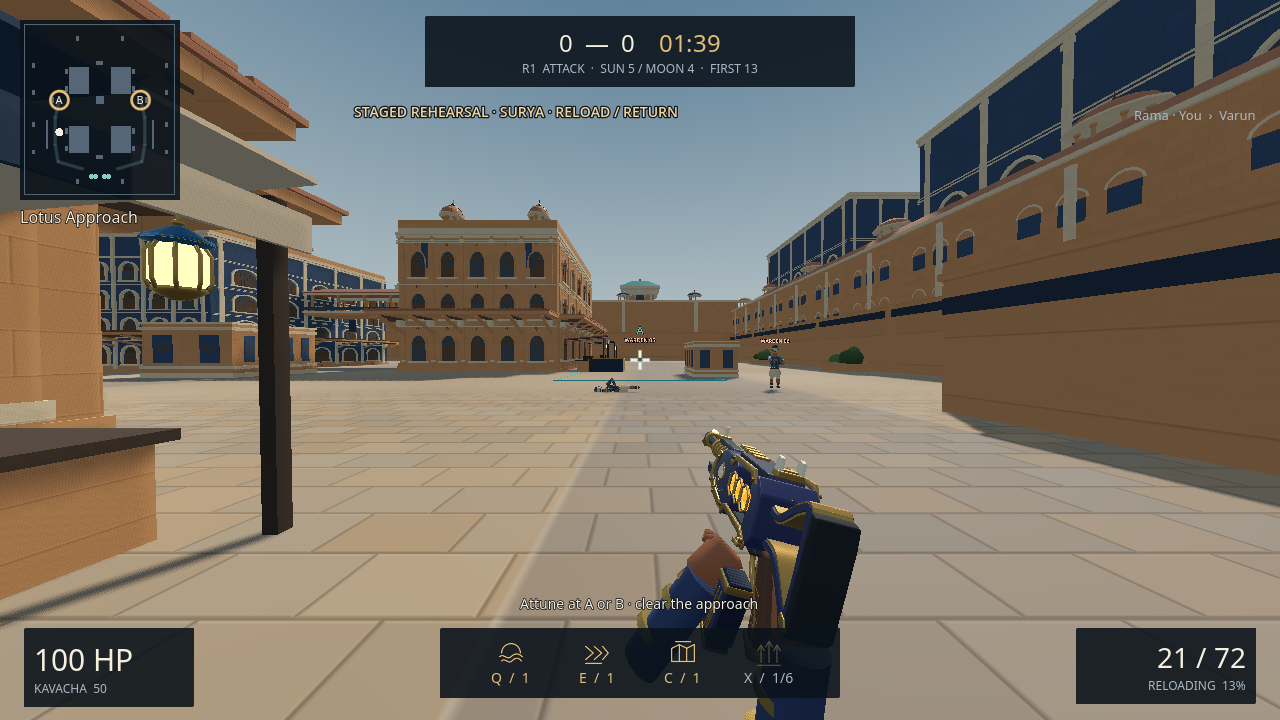 0 — 0 01:39
R1 ATTACK · SUN 5 / MOON 4 · FIRST 13
STAGED REHEARSAL · SURYA · RELOAD / RETURN
Rama · You › Varun
A
B
Lotus Approach
A
Attune at A or B · clear the approach
100 HP
KAVACHA 50
Q / 1
E / 1
C / 1
X / 1/6
21 / 72
RELOADING 13%